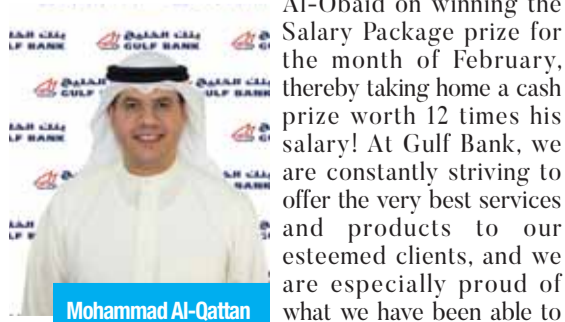 بنك الخليج
GULF BANK
Mohammad Al-Qattan
Al-Obaid on winning the
Salary Package prize for
the month of February,
thereby taking home a cash
prize worth 12 times his
salary! At Gulf Bank, we
are constantly striving to
offer the very best services
and products to our
esteemed clients, and we
are especially proud of
what we have been able to